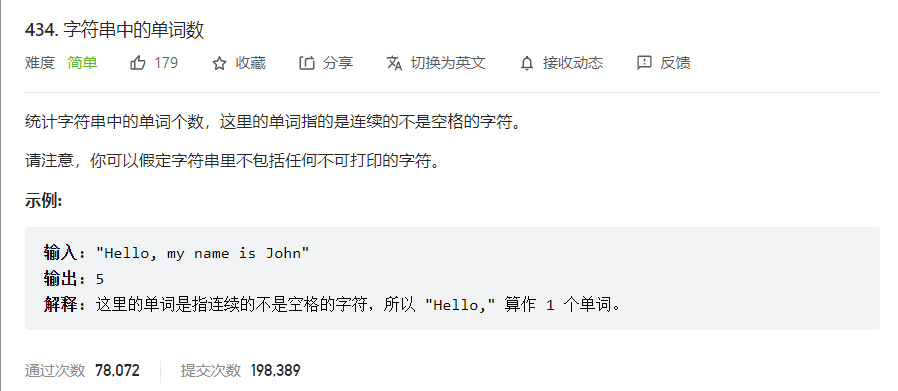 434. 字符串中的单词数
难度 简单 179 收藏 分享 切换为英文 接收动态 反馈
统计字符串中的单词个数，这里的单词指的是连续的不是空格的字符。
请注意，你可以假定字符串里不包括任何不可打印的字符。
示例:
输入: "Hello, my name is John"
输出: 5
解释: 这里的单词是指连续的不是空格的字符，所以 "Hello," 算作 1 个单词。
通过次数 78,072 提交次数 198,389